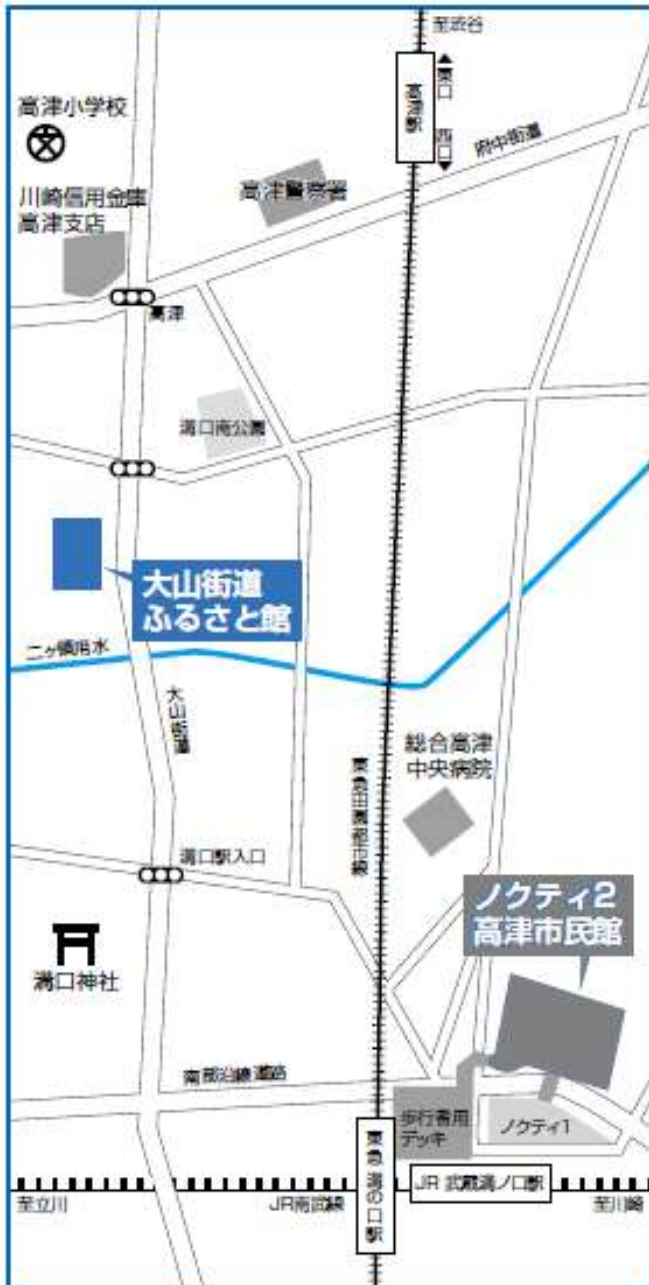 至渋谷
高津小学校
文
高津駅
▲東口
西口▼
府中街道
高津警察署
川崎信用金庫
高津支店
高津
溝口南公園
大山街道
ふるさと館
二ヶ領用水
大山街道
総合高津
中央病院
東急田園都市線
溝口駅入口
ノクティ2
高津市民館
溝口神社
南部沿線道路
歩行者用
デッキ
ノクティ1
東急 溝の口駅
JR 武蔵溝ノ口駅
至立川
JR南武線
至川崎